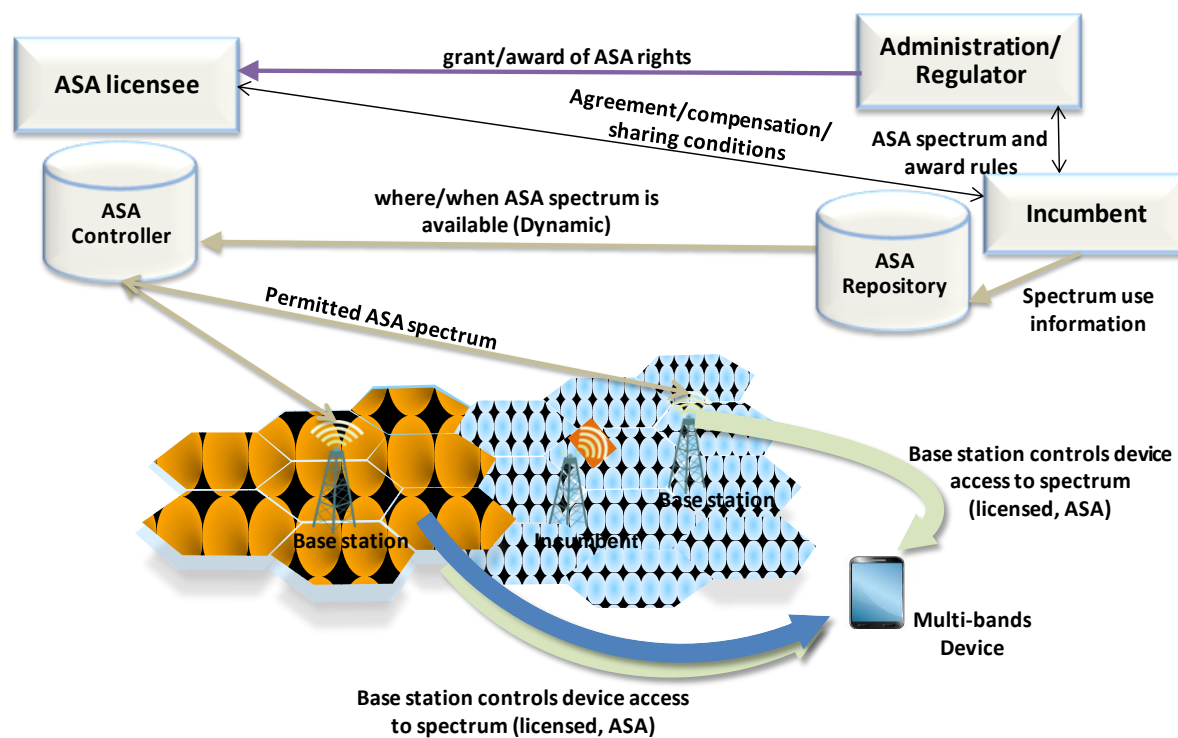 Administration/
Regulator
grant/award of ASA rights
ASA licensee
Agreement/compensation/
sharing conditions
ASA spectrum and
award rules
where/when ASA spectrum is
available (Dynamic)
ASA
Controller
Incumbent
ASA
Repository
Spectrum use
information
Permitted ASA spectrum
Base station controls device
access to spectrum
(licensed, ASA)
Base station
Base station
Incumbent
Multi-bands
Device
Base station controls device access
to spectrum (licensed, ASA)